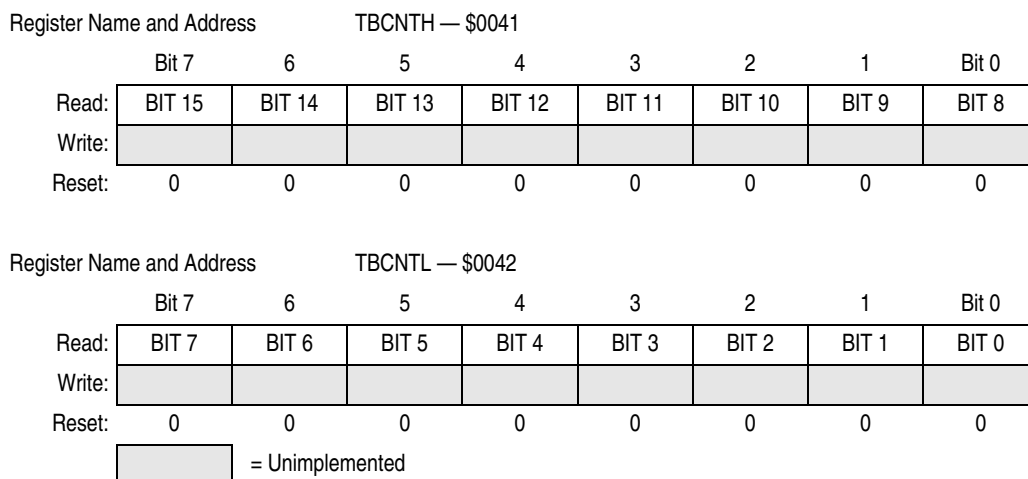 Register Name and Address TBCNTH — $0041
Bit 7 6 5 4 3 2 1 Bit 0
Read: BIT 15 BIT 14 BIT 13 BIT 12 BIT 11 BIT 10 BIT 9 BIT 8
Write:
Reset: 0 0 0 0 0 0 0 0
Register Name and Address TBCNTL — $0042
Bit 7 6 5 4 3 2 1 Bit 0
Read: BIT 7 BIT 6 BIT 5 BIT 4 BIT 3 BIT 2 BIT 1 BIT 0
Write:
Reset: 0 0 0 0 0 0 0 0
= Unimplemented